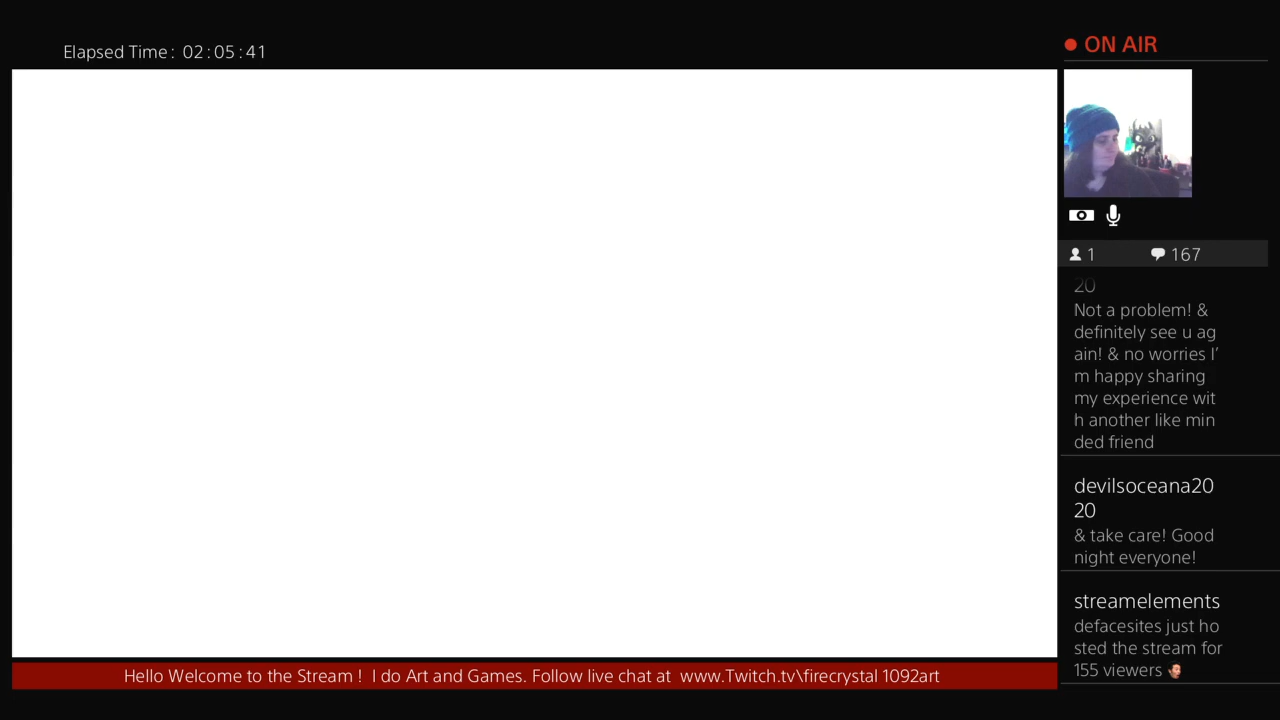 Elapsed Time: 02:05:41
ON AIR
1 167
20
Not a problem! &
definitely see u ag
ain! & no worries I'
m happy sharing
my experience wit
h another like min
ded friend
devilsoceana20
20
& take care! Good
night everyone!
streamelements
defacesites just ho
sted the stream for
155 viewers
Hello Welcome to the Stream ! I do Art and Games. Follow live chat at www.Twitch.tv\firecrystal1092art